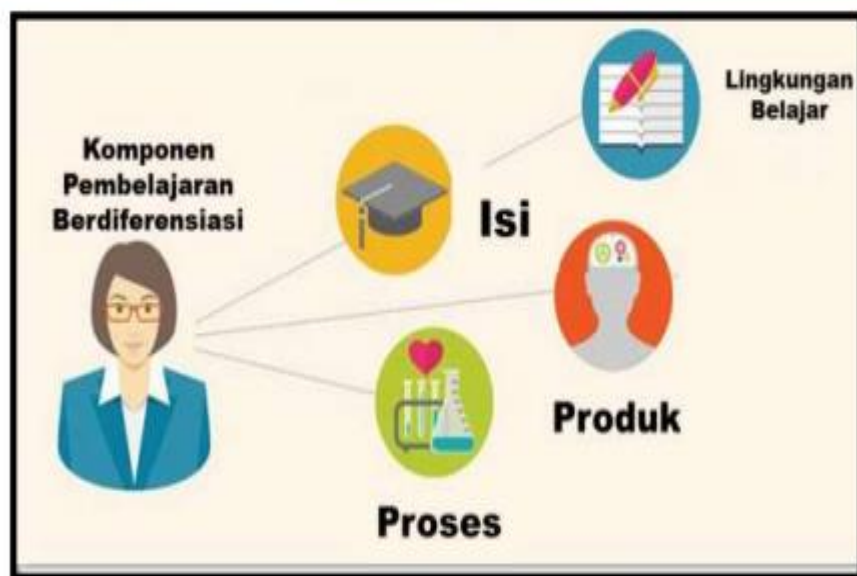 Komponen
Pembelajaran
Berdiferensiasi
Isi
Lingkungan
Belajar
Produk
Proses